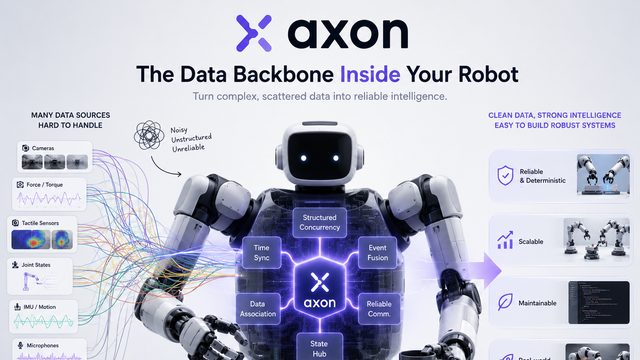 axon
The Data Backbone Inside Your Robot
Turn complex, scattered data into reliable intelligence.
MANY DATA SOURCES
HARD TO HANDLE
Noisy
Unstructured
Unreliable
Cameras
Force / Torque
Tactile Sensors
Joint States
IMU / Motion
Microphones
Structured
Concurrency
Time
Sync
Event
Fusion
axon
Data
Association
Reliable
Comm.
State
Hub
CLEAN DATA, STRONG INTELLIGENCE
EASY TO BUILD ROBUST SYSTEMS
Reliable
& Deterministic
Scalable
Maintainable